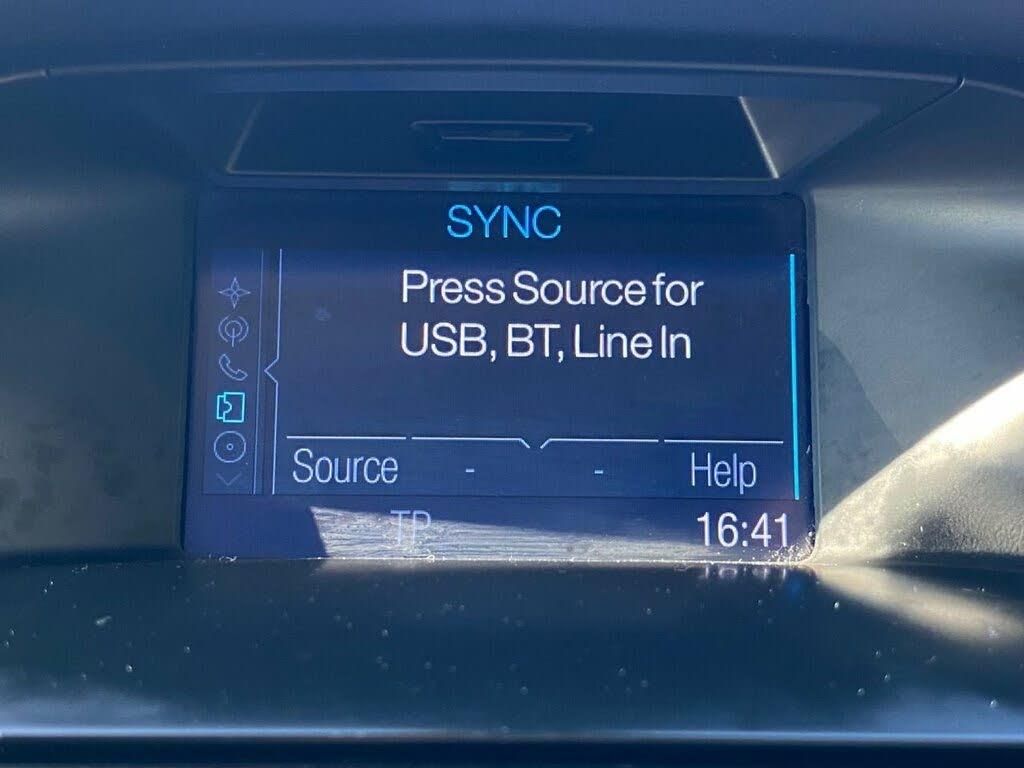 SYNC
Press Source for
USB, BT, Line In
Source - - Help
TP 16:41